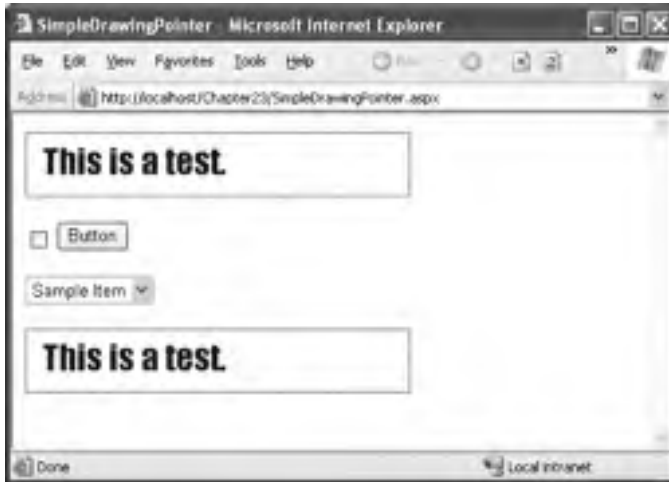 SimpleDrawingPointer - Microsoft Internet Explorer
File Edit View Favorites Tools Help
Address http://localhost/Chapter23/SimpleDrawingPointer.aspx
This is a test.
Button
Sample Item
This is a test.
Done Local intranet